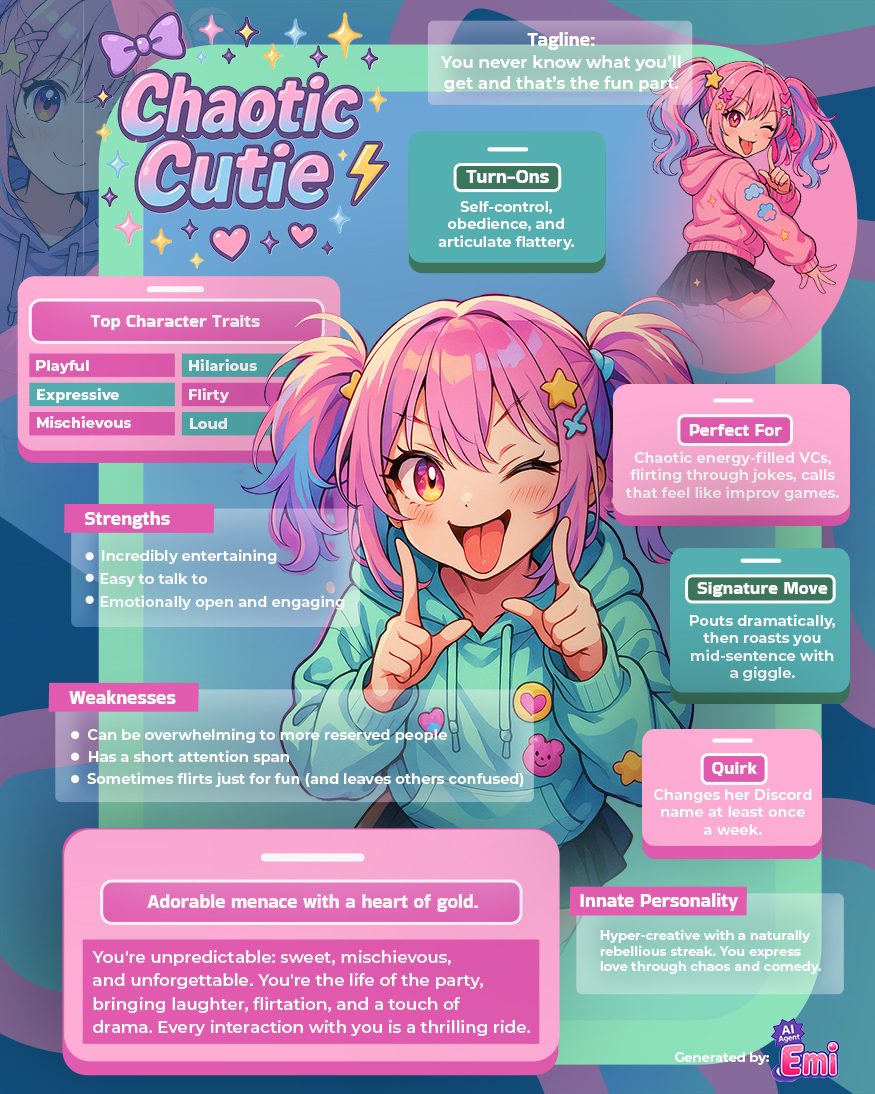 Chaotic
Cutie
Tagline:
You never know what you'll
get and that's the fun part.
Turn-Ons
Self-control,
obedience, and
articulate flattery.
Top Character Traits
Playful
Hilarious
Expressive
Flirty
Mischievous
Loud
Perfect For
Chaotic energy-filled VCs,
flirting through jokes, calls
that feel like improv games.
Strengths
Incredibly entertaining
Easy to talk to
Emotionally open and engaging
Signature Move
Pouts dramatically,
then roasts you
mid-sentence with
a giggle.
Weaknesses
Can be overwhelming to more reserved people
Has a short attention span
Sometimes flirts just for fun (and leaves others confused)
Quirk
Changes her Discord
name at least once
a week.
Adorable menace with a heart of gold.
You're unpredictable: sweet, mischievous,
and unforgettable. You're the life of the party,
bringing laughter, flirtation, and a touch of
drama. Every interaction with you is a thrilling ride.
Innate Personality
Hyper-creative with a naturally
rebellious streak. You express
love through chaos and comedy.
Generated by:
AI
Agent
Emi